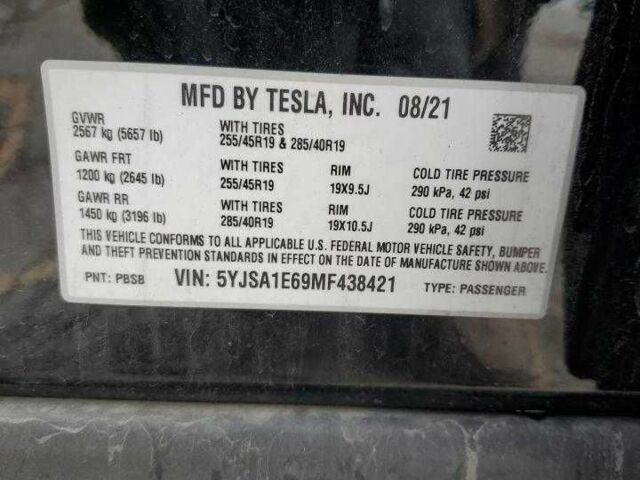 MFD BY TESLA, INC. 08/21
GVWR
2567 kg (5657 lb)
WITH TIRES
255/45R19 & 285/40R19
GAWR FRT
1200 kg (2645 lb)
WITH TIRES
255/45R19
RIM
19X9.5J
COLD TIRE PRESSURE
290 kPa, 42 psi
GAWR RR
1450 kg (3196 lb)
WITH TIRES
285/40R19
RIM
19X10.5J
COLD TIRE PRESSURE
290 kPa, 42 psi
THIS VEHICLE CONFORMS TO ALL APPLICABLE U.S. FEDERAL MOTOR VEHICLE SAFETY, BUMPER
AND THEFT PREVENTION STANDARDS IN EFFECT ON THE DATE OF MANUFACTURE SHOWN ABOVE.
PNT: PBSB VIN: 5YJSA1E69MF438421 TYPE: PASSENGER